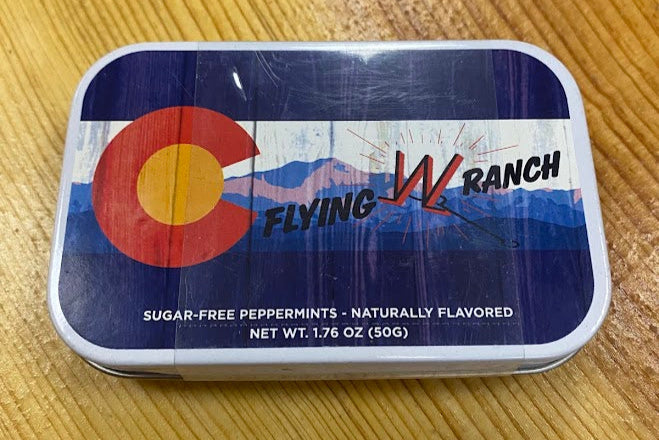 FLYING W RANCH
SUGAR-FREE PEPPERMINTS - NATURALLY FLAVORED
NET WT. 1.76 OZ (50G)